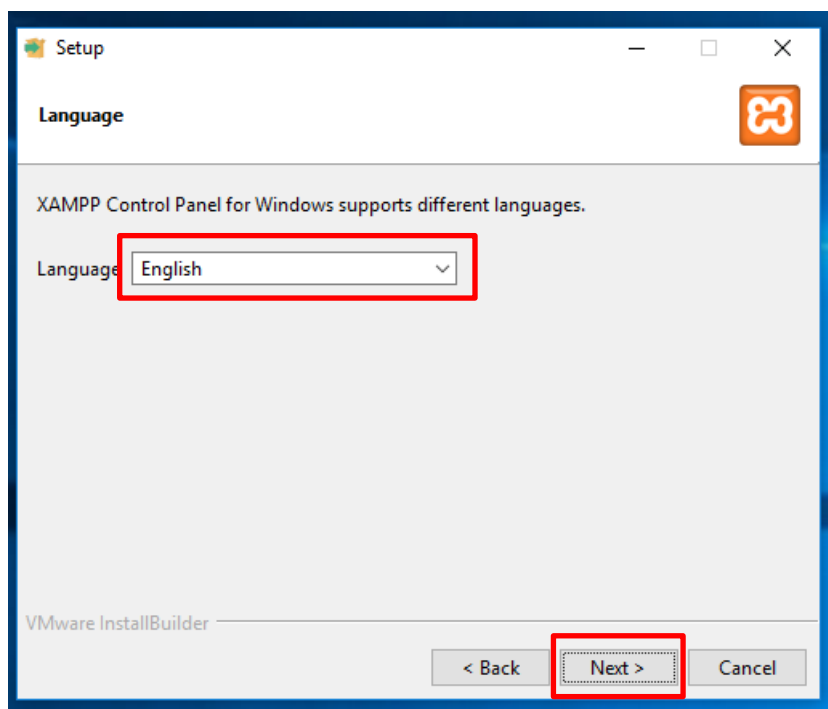 Setup
Language
XAMPP Control Panel for Windows supports different languages.
Language English
VMware InstallBuilder
< Back Next > Cancel